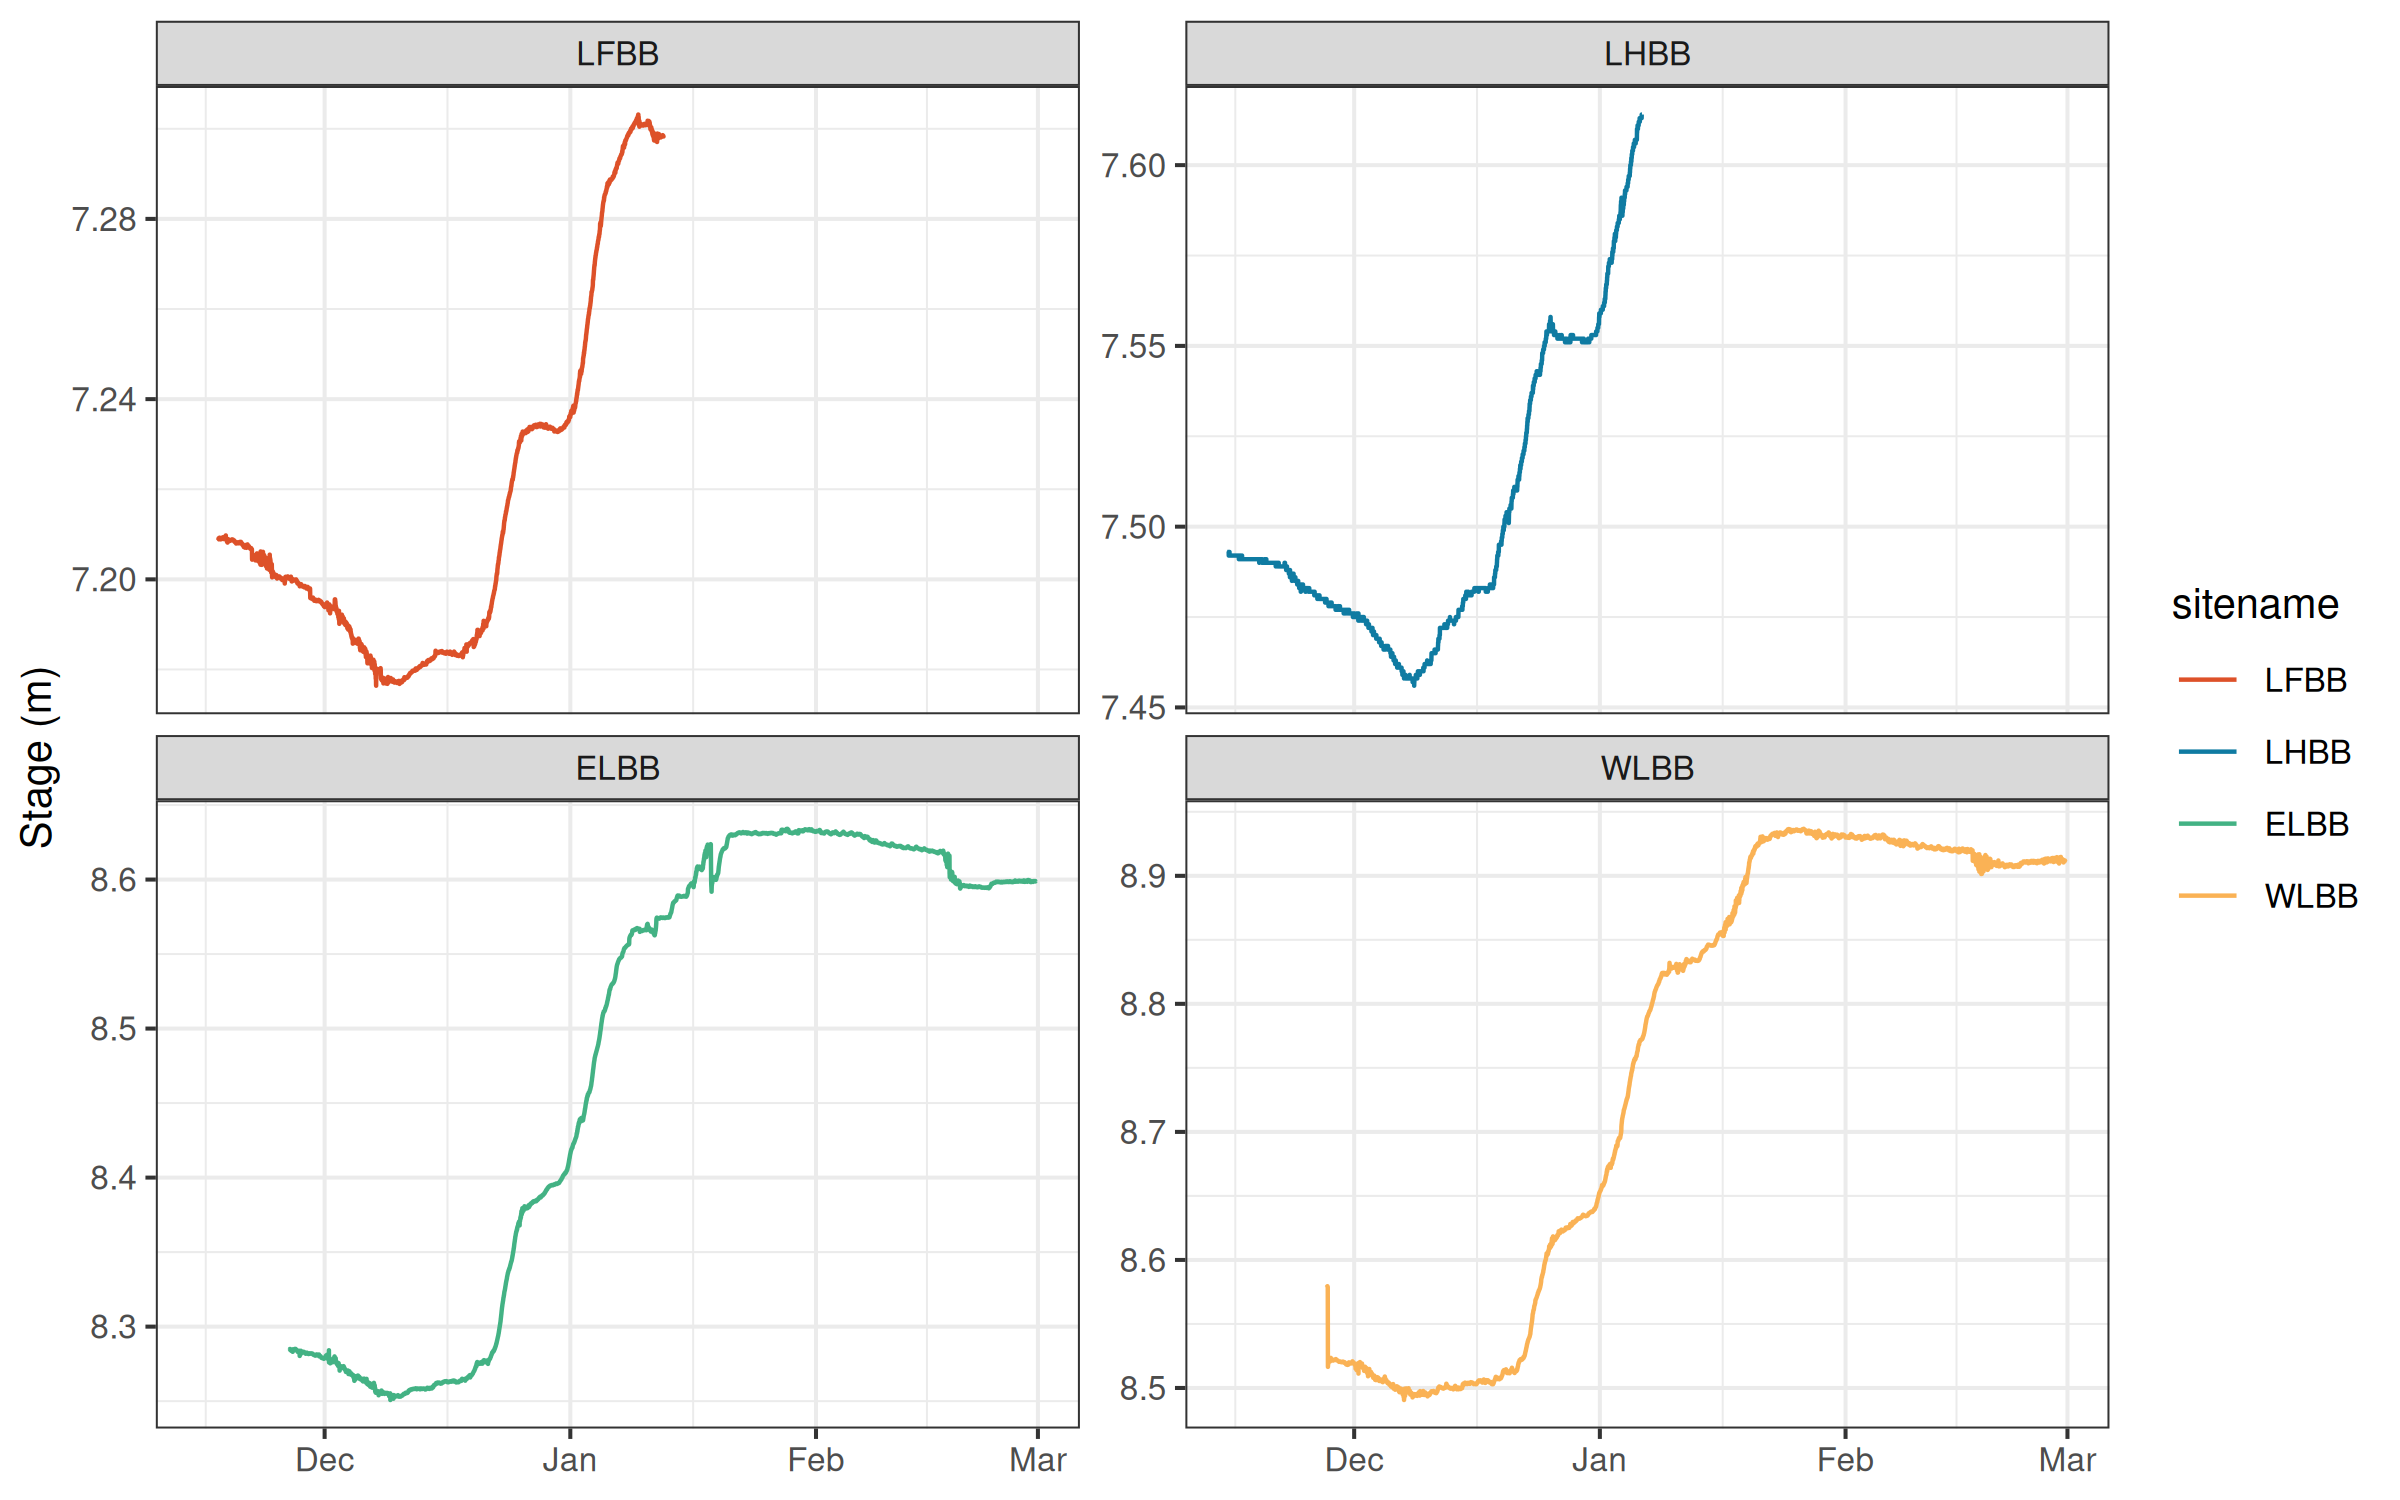 LFBB
LHBB
7.28
7.24
7.20
7.60
7.55
7.50
7.45
Stage (m)
ELBB
WLBB
8.6
8.5
8.4
8.3
8.9
8.8
8.7
8.6
8.5
Dec Jan Feb Mar
Dec Jan Feb Mar
sitename
LFBB
LHBB
ELBB
WLBB